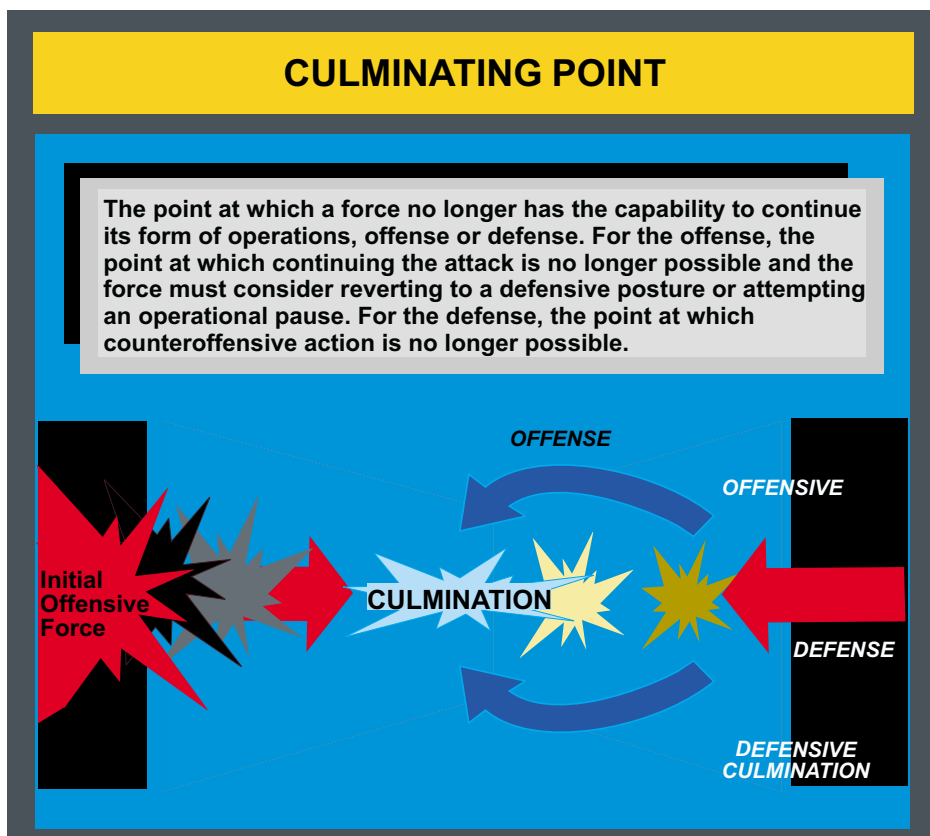 CULMINATING POINT
The point at which a force no longer has the capability to continue
its form of operations, offense or defense. For the offense, the
point at which continuing the attack is no longer possible and the
force must consider reverting to a defensive posture or attempting
an operational pause. For the defense, the point at which
counteroffensive action is no longer possible.
OFFENSE
OFFENSIVE
Initial
Offensive
Force
CULMINATION
DEFENSE
DEFENSIVE
CULMINATION